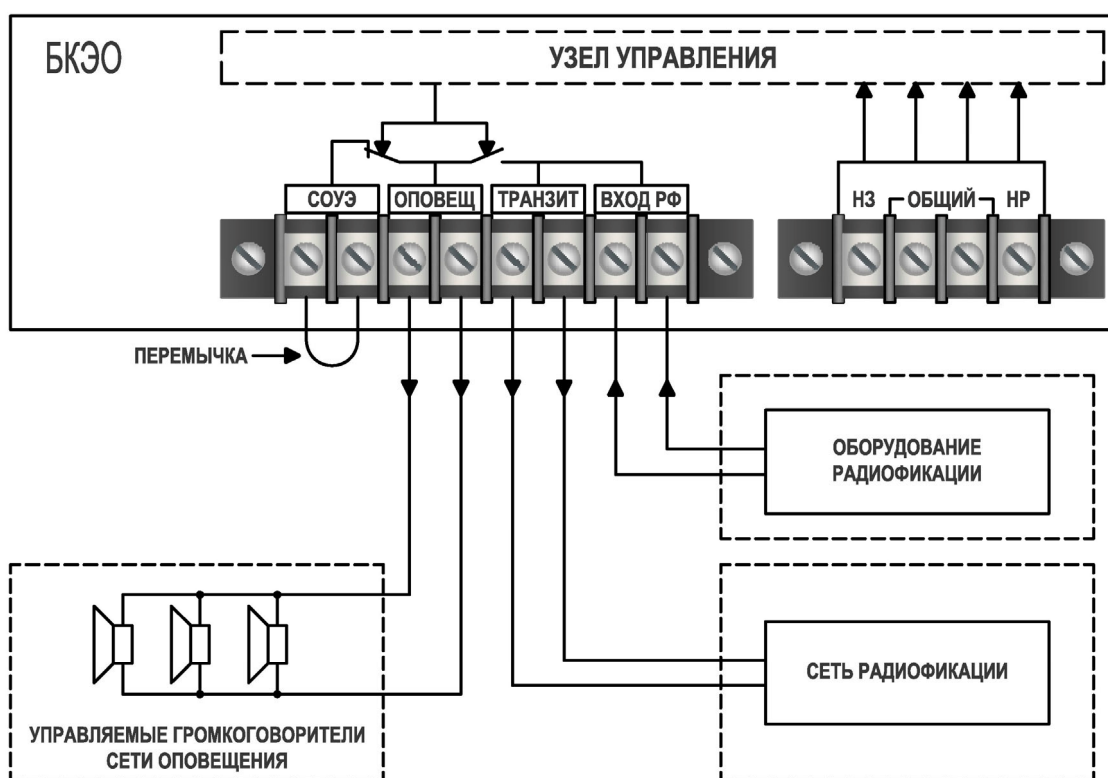 БКЭО
УЗЕЛ УПРАВЛЕНИЯ
СОУЭ ОПОВЕЩ ТРАНЗИТ ВХОД РФ
НЗ ОБЩИЙ НР
ПЕРЕМЫЧКА
ОБОРУДОВАНИЕ
РАДИОФИКАЦИИ
СЕТЬ РАДИОФИКАЦИИ
УПРАВЛЯЕМЫЕ ГРОМКОГОВОРИТЕЛИ
СЕТИ ОПОВЕЩЕНИЯ